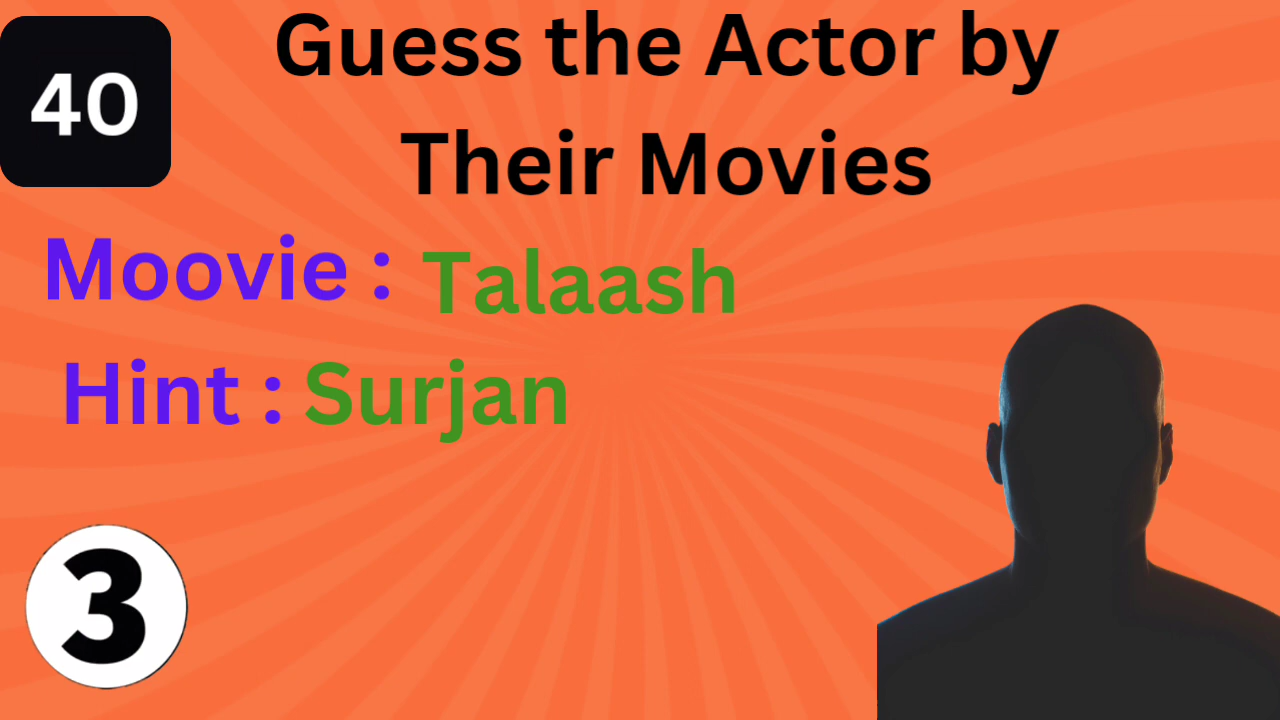 40
Guess the Actor by
Their Movies
Moovie : Talaash
Hint : Surjan
3